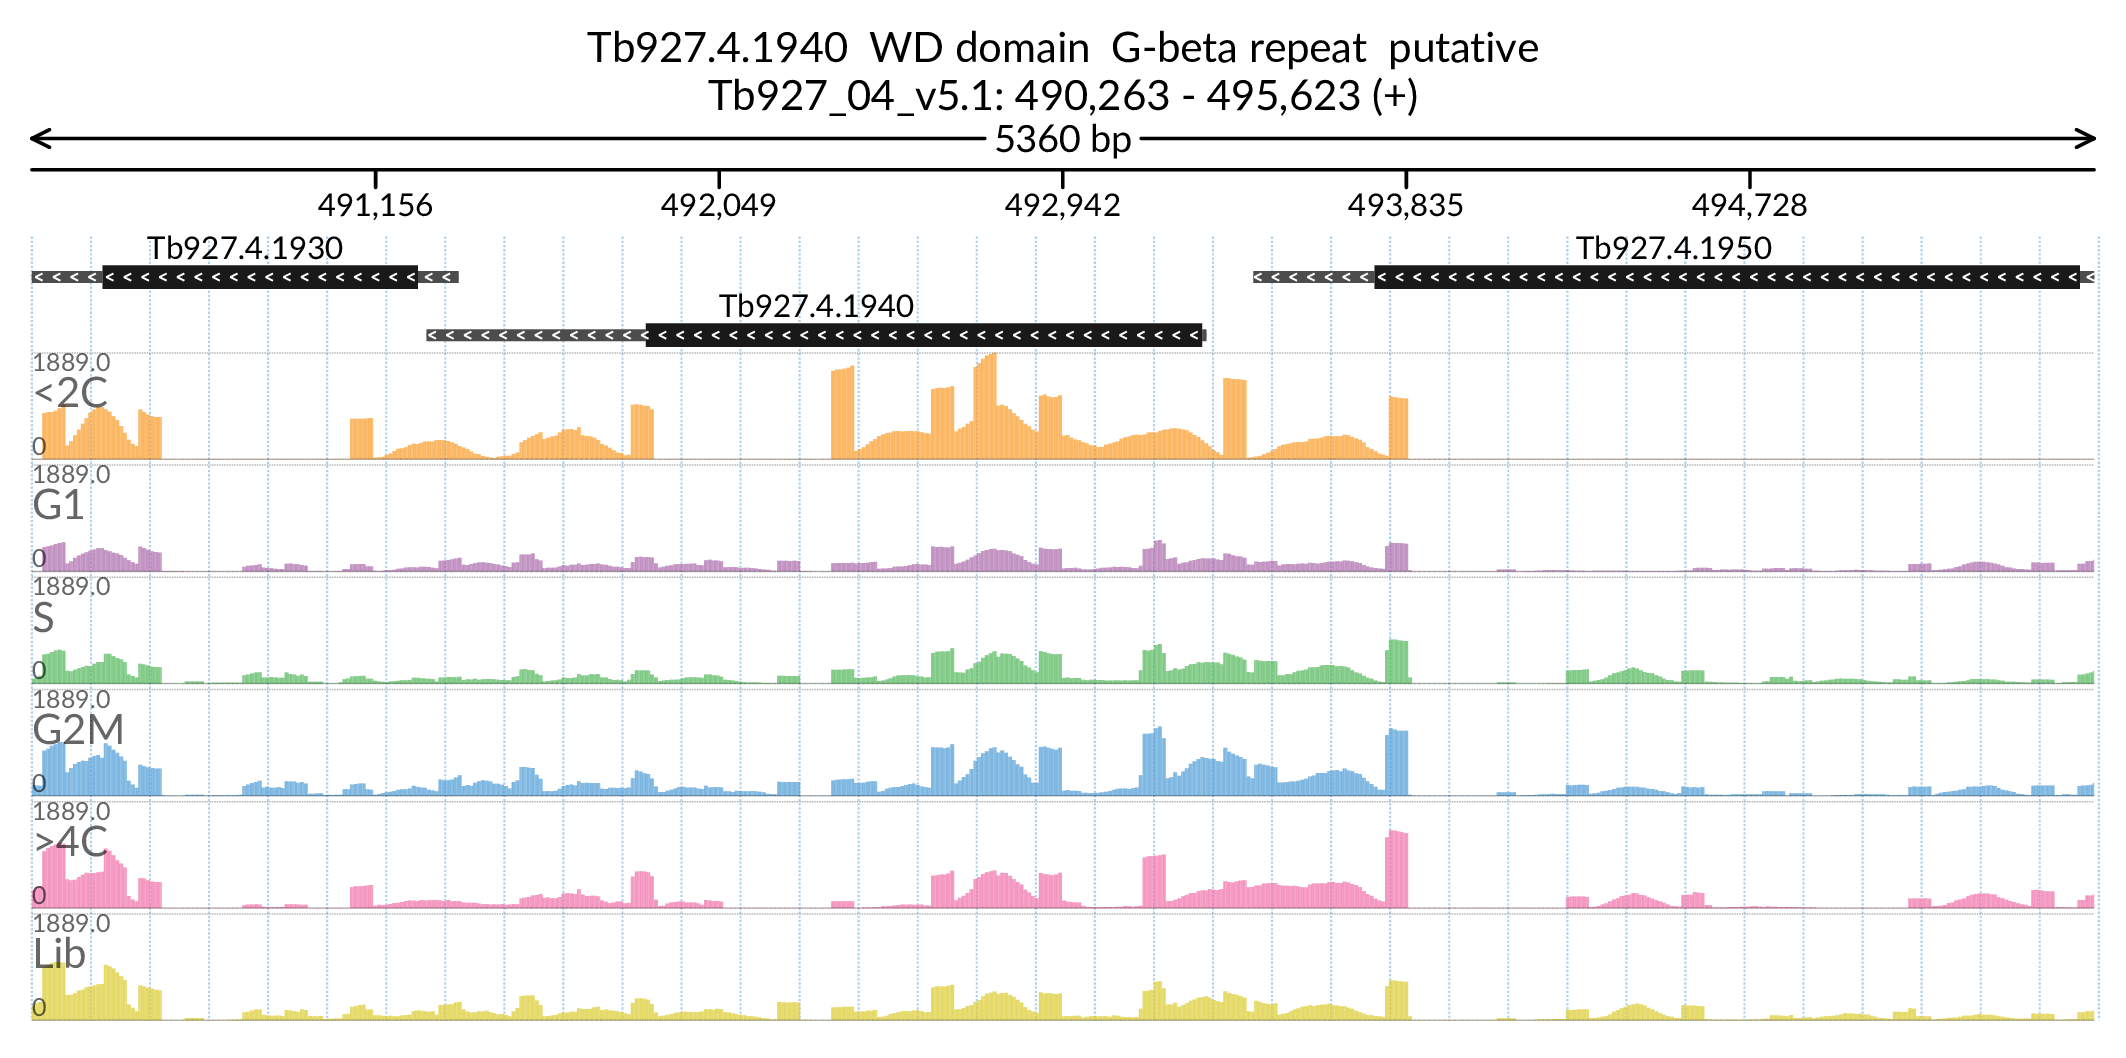 Tb927.4.1940  WD domain  G-beta repeat  putative
Tb927_04_v5.1: 490,263 - 495,623 (+)
5360 bp
491,156 492,049 492,942 493,835 494,728
Tb927.4.1930 Tb927.4.1950
Tb927.4.1940
1889.0
<2C
0
1889.0
G1
0
1889.0
S
0
1889.0
G2M
0
1889.0
>4C
0
1889.0
Lib
0